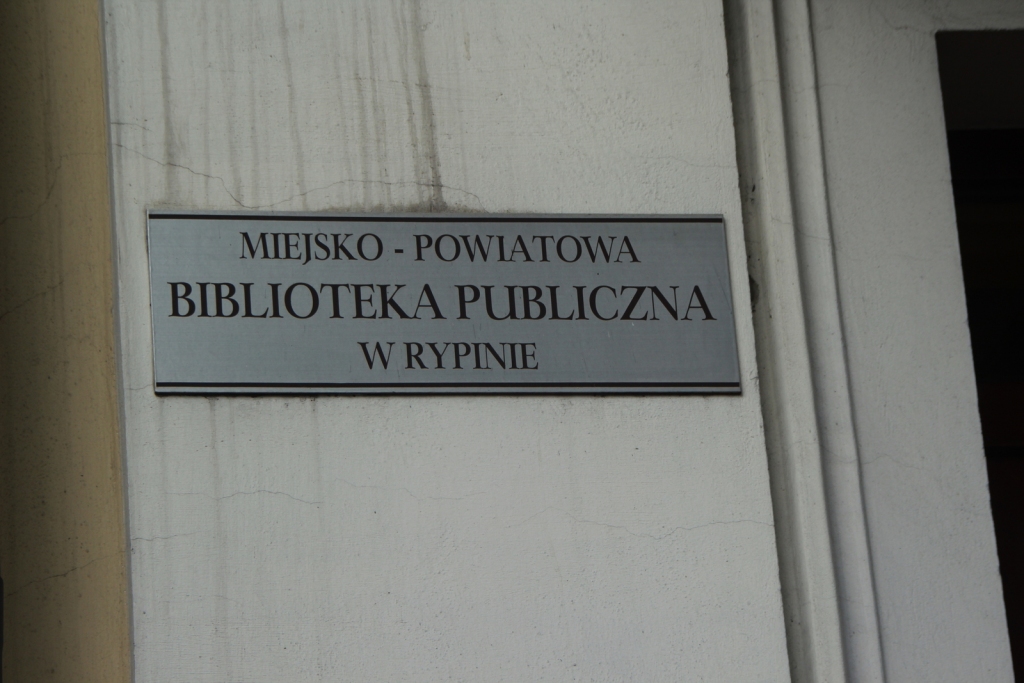 MIEJSKO - POWIATOWA
BIBLIOTEKA PUBLICZNA
W RYPINIE